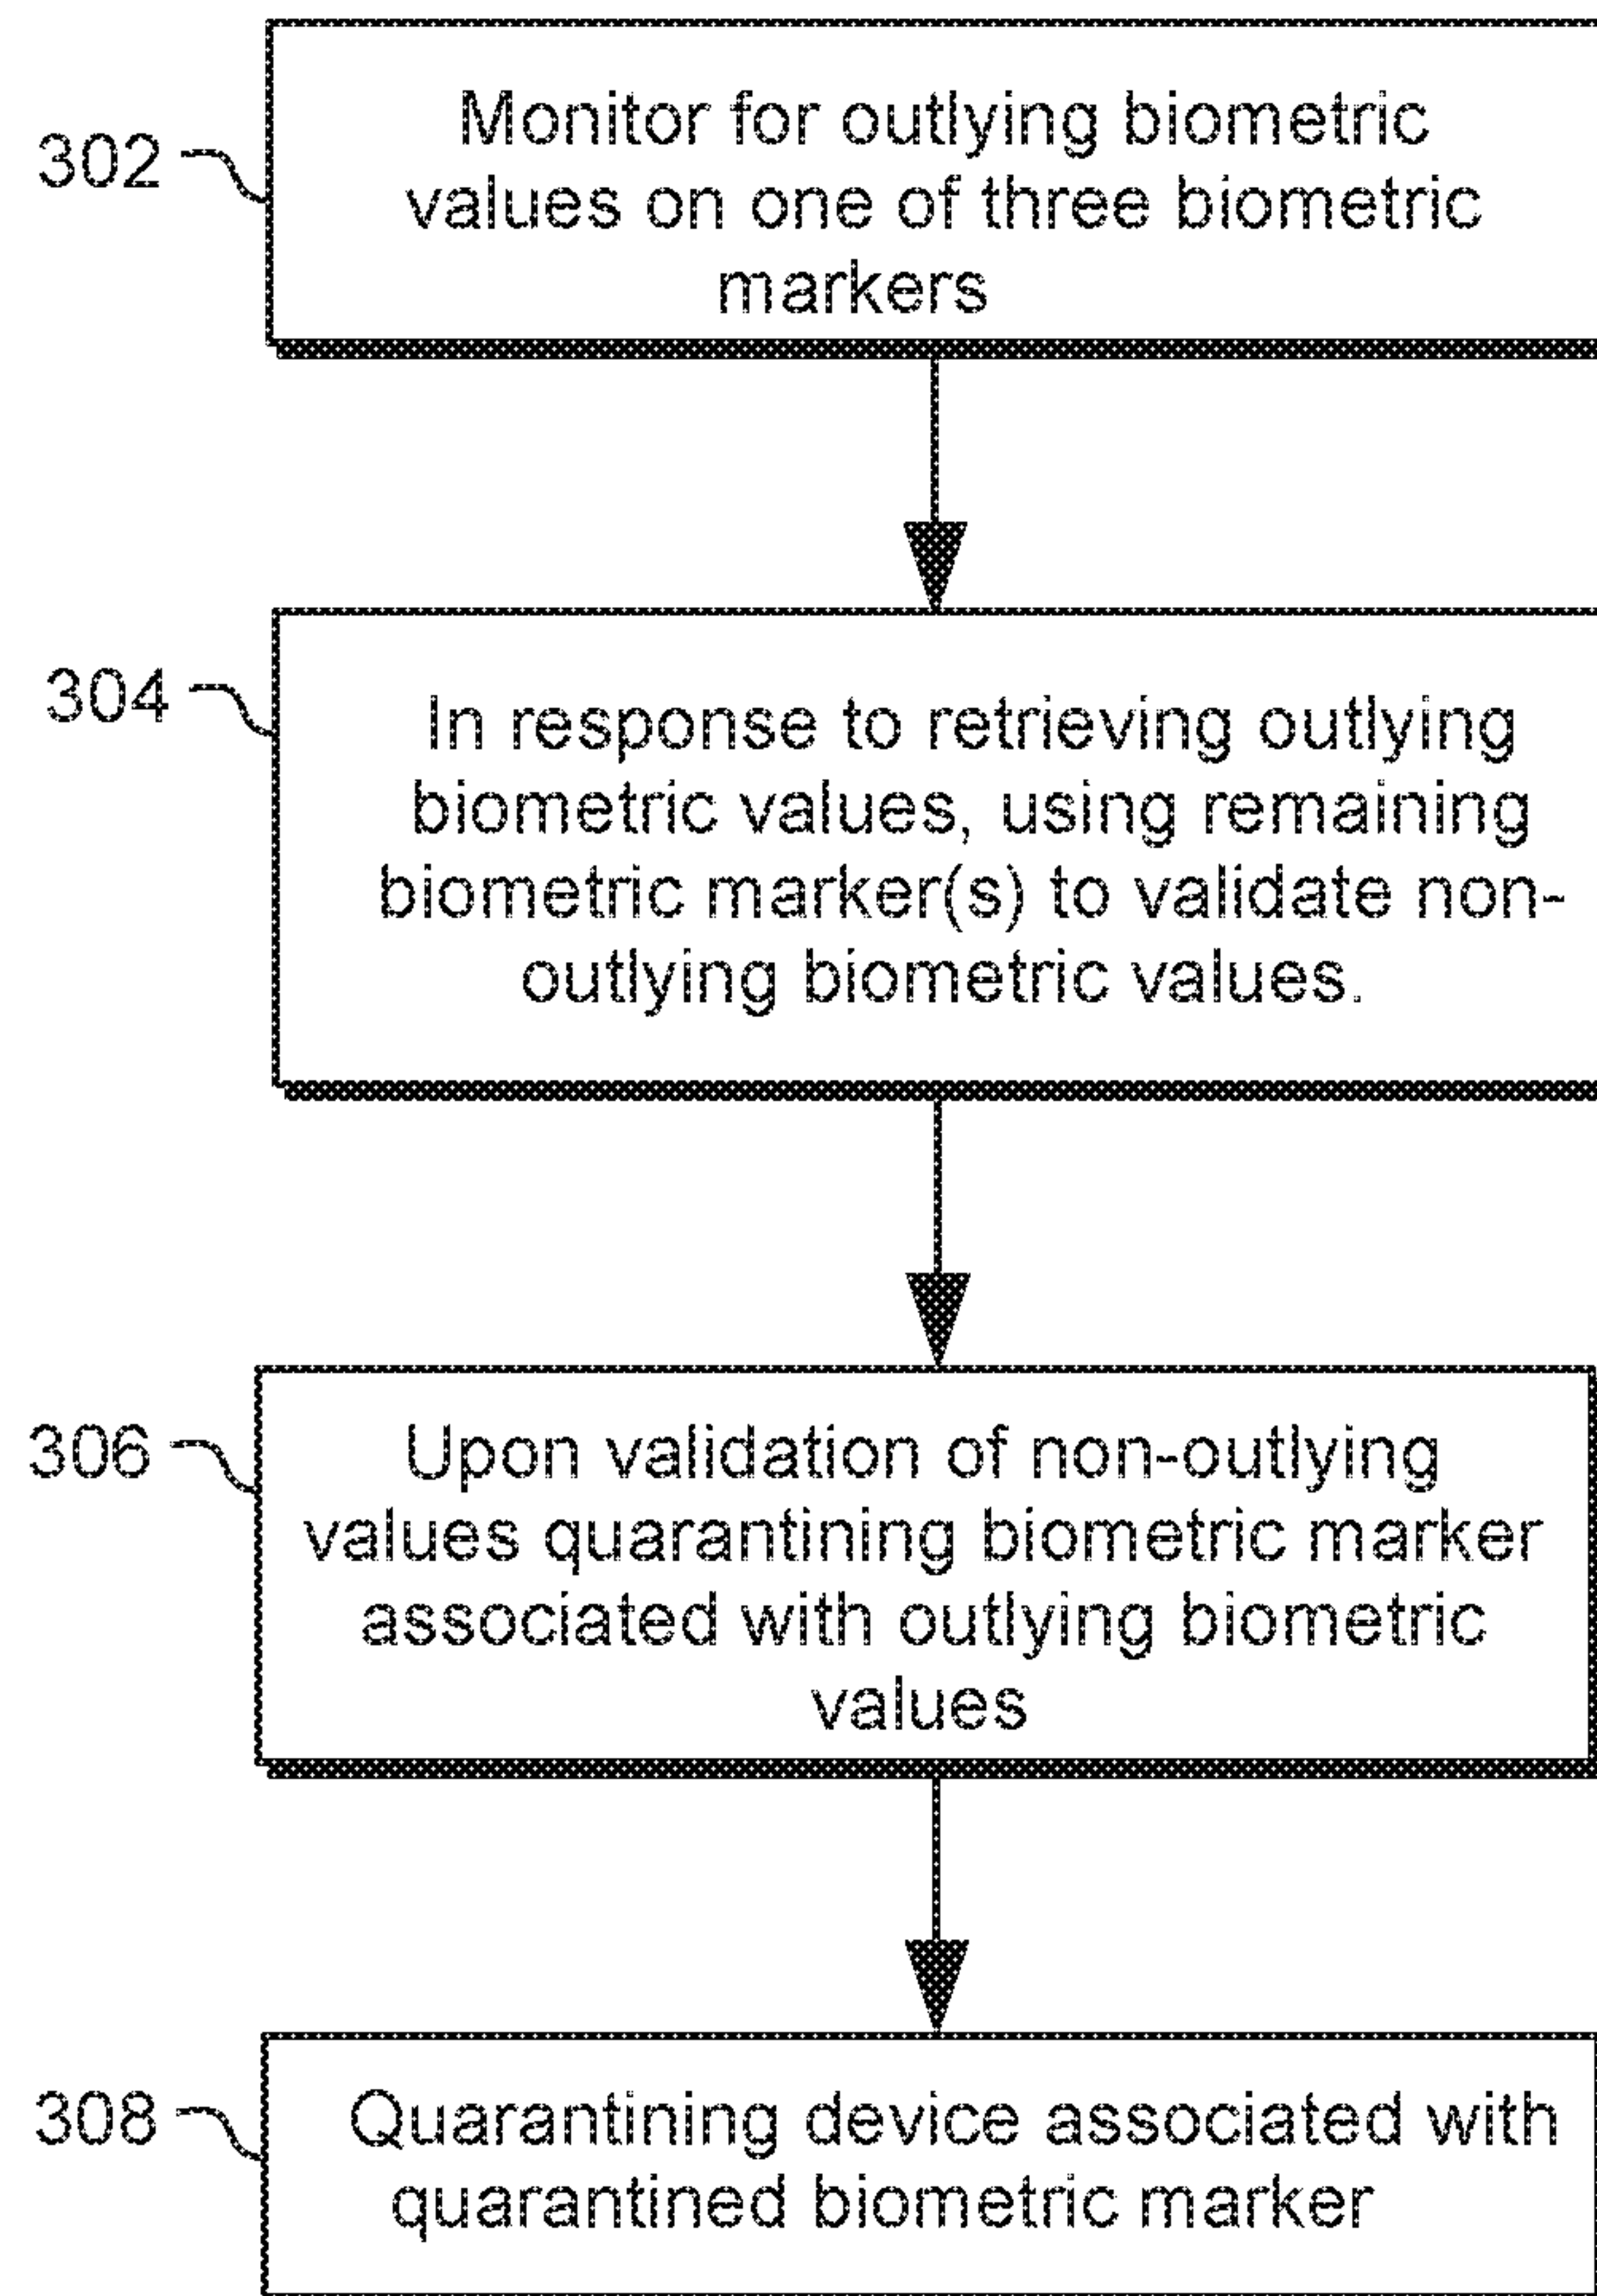 Monitor for outlying biometric
302
values on one of three biometric
markers
304
In response to retrieving outlying
biometric values, using remaining
biometric marker(s) to validate non-
outlying biometric values.
306
Upon validation of non-outlying
values quarantining biometric marker
associated with outlying biometric
values
308
Quarantining device associated with
quarantined biometric marker